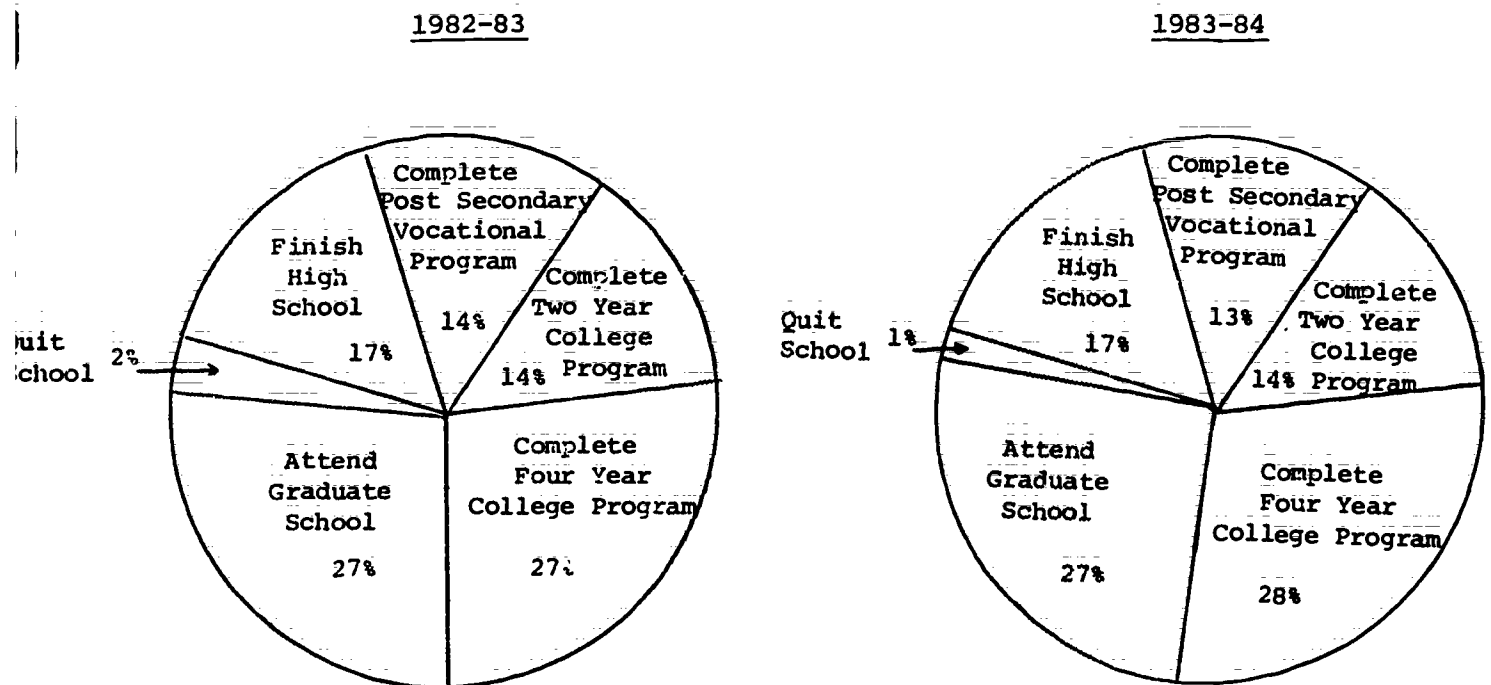 1982-83
Complete
Post Secondary
Vocational
Program
14%
Finish
High
School
17%
Complete
Two Year
College
Program
14%
2%
Attend
Graduate
School
27%
Complete
Four Year
College Program
27%
1983-84
Complete
Post Secondary
Vocational
Program
13%
Finish
High
School
17%
Complete
Two Year
College
14% Program
Quit
School
1%
Attend
Graduate
School
27%
Complete
Four Year
College Program
28%